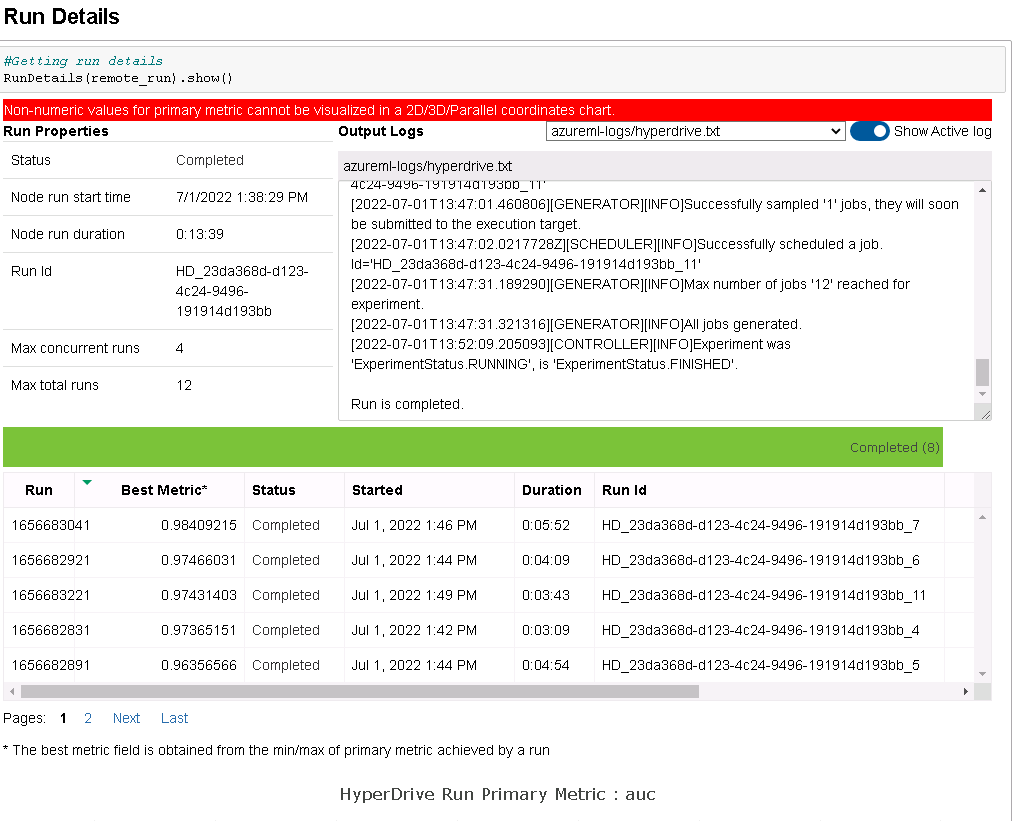 Run Details
#Getting run details
RunDetails(remote_run).show()
Non-numeric values for primary metric cannot be visualized in a 2D/3D/Parallel coordinates chart.
Run Properties
Status Completed
Node run start time 7/1/2022 1:38:29 PM
Node run duration 0:13:39
Run Id HD_23da368d-d123-
4c24-9496-
191914d193bb
Max concurrent runs 4
Max total runs 12
Output Logs azureml-logs/hyperdrive.txt Show Active log
azureml-logs/hyperdrive.txt
4c24-9496-191914d193bb_11'
[2022-07-01T13:47:01.460806][GENERATOR][INFO]Successfully sampled '1' jobs, they will soon
be submitted to the execution target.
[2022-07-01T13:47:02.0217728Z][SCHEDULER][INFO]Successfully scheduled a job.
Id='HD_23da368d-d123-4c24-9496-191914d193bb_11'
[2022-07-01T13:47:31.189290][GENERATOR][INFO]Max number of jobs '12' reached for
experiment.
[2022-07-01T13:47:31.321316][GENERATOR][INFO]All jobs generated.
[2022-07-01T13:52:09.205093][CONTROLLER][INFO]Experiment was
'ExperimentStatus.RUNNING', is 'ExperimentStatus.FINISHED'.
Run is completed.
Completed (8)
Run Best Metric* Status Started Duration Run Id
1656683041 0.98409215 Completed Jul 1, 2022 1:46 PM 0:05:52 HD_23da368d-d123-4c24-9496-191914d193bb_7
1656682921 0.97466031 Completed Jul 1, 2022 1:44 PM 0:04:09 HD_23da368d-d123-4c24-9496-191914d193bb_6
1656683221 0.97431403 Completed Jul 1, 2022 1:49 PM 0:03:43 HD_23da368d-d123-4c24-9496-191914d193bb_11
1656682831 0.97365151 Completed Jul 1, 2022 1:42 PM 0:03:09 HD_23da368d-d123-4c24-9496-191914d193bb_4
1656682891 0.96356566 Completed Jul 1, 2022 1:44 PM 0:04:54 HD_23da368d-d123-4c24-9496-191914d193bb_5
Pages: 1 2 Next Last
* The best metric field is obtained from the min/max of primary metric achieved by a run
HyperDrive Run Primary Metric : auc